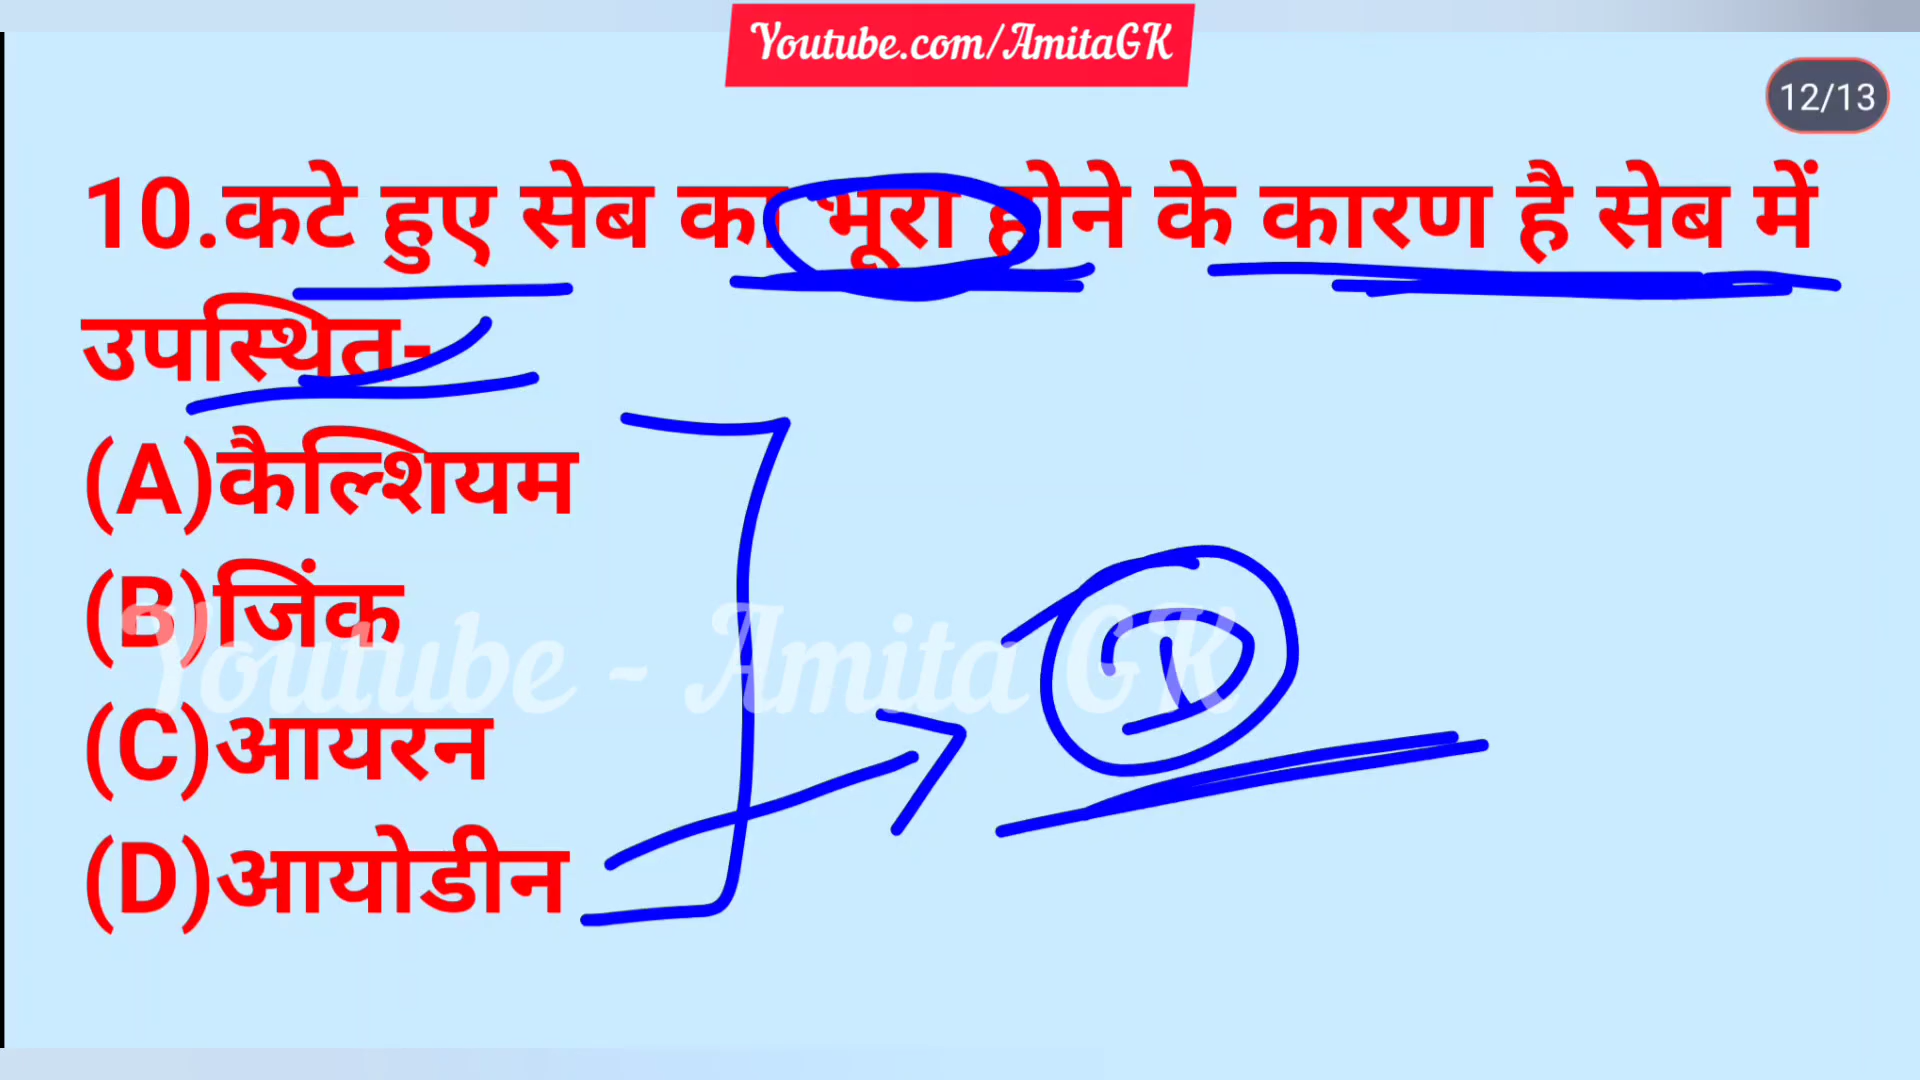 Youtube.com/AmitaGK
12/13
10.कटे हुए सेब का भूरा होने के कारण है सेब में
उपस्थित-
(A)कैल्शियम
(B)जिंक
(C)आयरन
(D)आयोडीन
Youtube - Amita GK
D